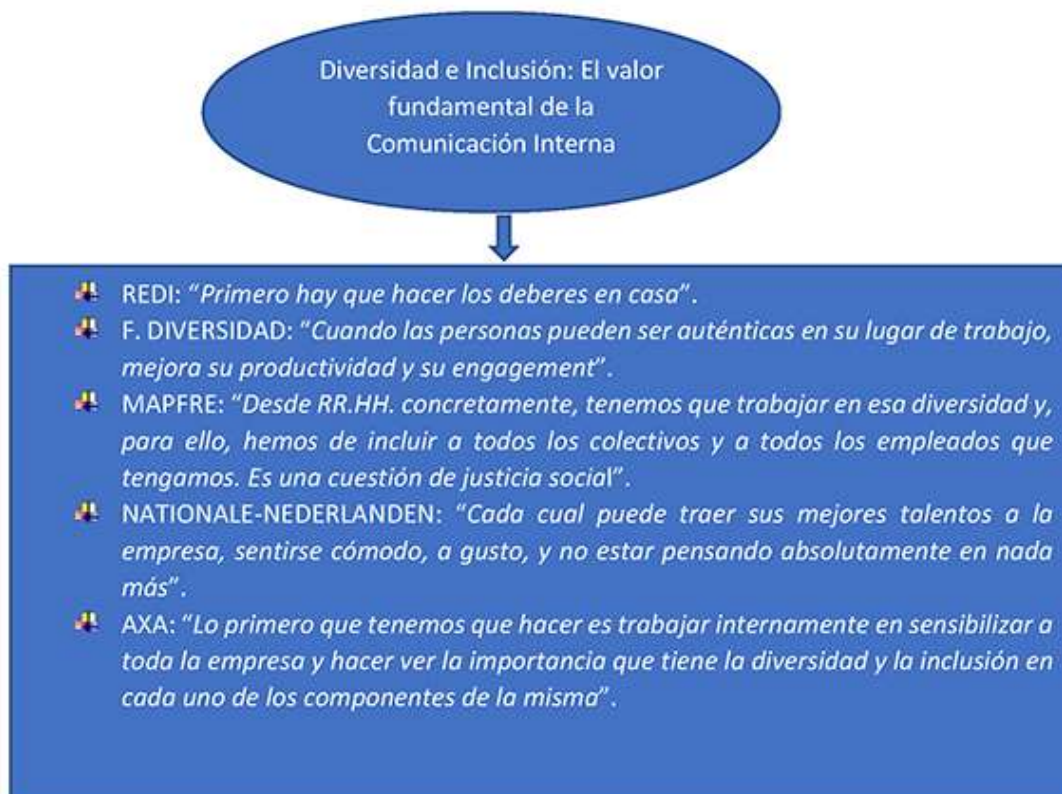 Diversidad e Inclusión: El valor
fundamental de la
Comunicación Interna
REDI: “Primero hay que hacer los deberes en casa”.
F. DIVERSIDAD: “Cuando las personas pueden ser auténticas en su lugar de trabajo,
mejora su productividad y su engagement”.
MAPFRE: “Desde RR.HH. concretamente, tenemos que trabajar en esa diversidad y,
para ello, hemos de incluir a todos los colectivos y a todos los empleados que
tengamos. Es una cuestión de justicia social”.
NATIONALE-NEDERLANDEN: “Cada cual puede traer sus mejores talentos a la
empresa, sentirse cómodo, a gusto, y no estar pensando absolutamente en nada
más”.
AXA: “Lo primero que tenemos que hacer es trabajar internamente en sensibilizar a
toda la empresa y hacer ver la importancia que tiene la diversidad y la inclusión en
cada uno de los componentes de la misma”.